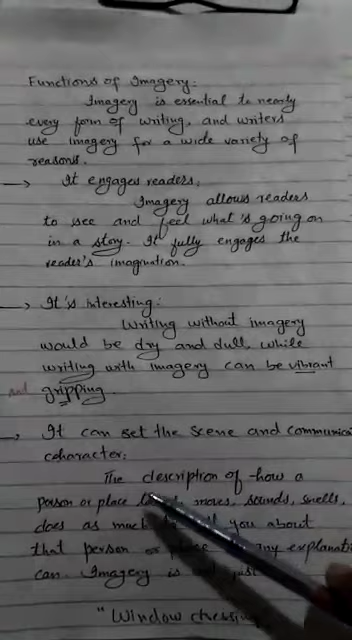 Functions of Imagery:
Imagery is essential to nearly
every form of writing, and writers
use imagery for a wide variety of
reasons.
→ It engages readers,
Imagery allows readers
to see and feel what's going on
in a story. It fully engages the
reader's imagination.
→ It's interesting:
Writing without imagery
would be dry and dull while
writing with imagery can be vibrant
and gripping.
→ It can set the scene and communica
character:
The description of how a
person or place moves, sounds, smells,
does as much you about
that person or any explanati
can. Imagery is just
"Window dressing